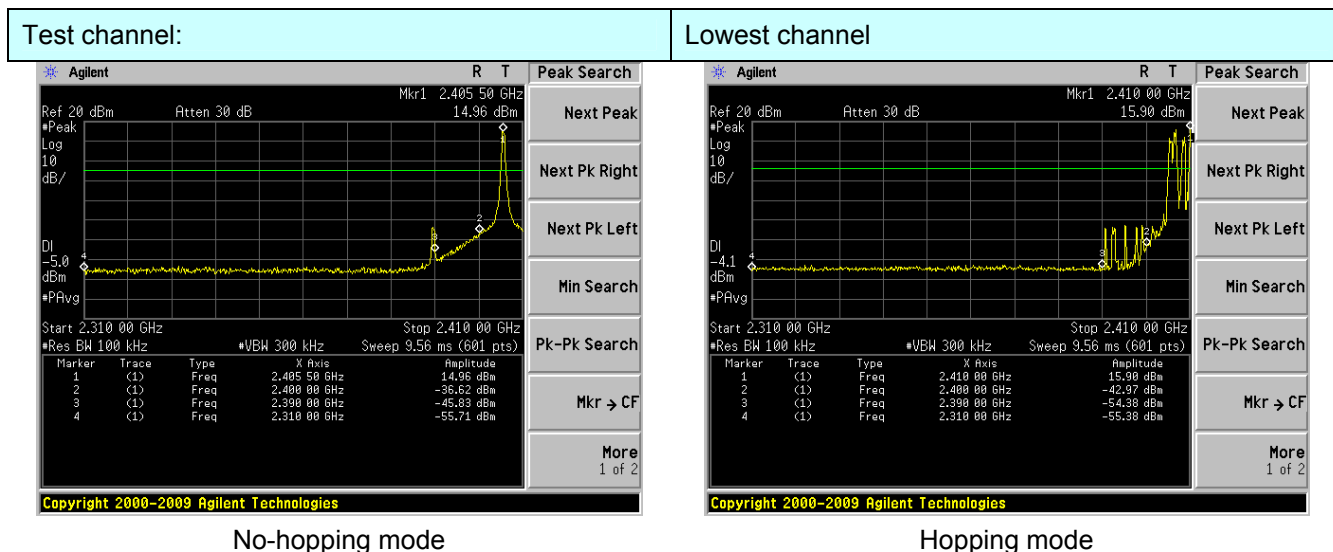 Test channel: Lowest channel
Agilent R T Peak Search
Mkr1 2.405 50 GHz
Ref 20 dBm Atten 30 dB 14.96 dBm
#Peak
Log
10
dB/
1
2
3
4
DI
-5.0
dBm
#PAvg
Start 2.310 00 GHz Stop 2.410 00 GHz
#Res BW 100 kHz #VBW 300 kHz Sweep 9.56 ms (601 pts)
Marker Trace Type X Axis Amplitude
1 (1) Freq 2.405 50 GHz 14.96 dBm
2 (1) Freq 2.400 00 GHz -36.62 dBm
3 (1) Freq 2.390 00 GHz -45.83 dBm
4 (1) Freq 2.310 00 GHz -55.71 dBm
Next Peak
Next Pk Right
Next Pk Left
Min Search
Pk-Pk Search
Mkr → CF
More
1 of 2
Copyright 2000-2009 Agilent Technologies
No-hopping mode
Agilent R T Peak Search
Mkr1 2.410 00 GHz
Ref 20 dBm Atten 30 dB 15.90 dBm
#Peak
Log
10
dB/
1
2
3
4
DI
-4.1
dBm
#PAvg
Start 2.310 00 GHz Stop 2.410 00 GHz
#Res BW 100 kHz #VBW 300 kHz Sweep 9.56 ms (601 pts)
Marker Trace Type X Axis Amplitude
1 (1) Freq 2.410 00 GHz 15.90 dBm
2 (1) Freq 2.400 00 GHz -42.97 dBm
3 (1) Freq 2.390 00 GHz -54.38 dBm
4 (1) Freq 2.310 00 GHz -55.38 dBm
Next Peak
Next Pk Right
Next Pk Left
Min Search
Pk-Pk Search
Mkr → CF
More
1 of 2
Copyright 2000-2009 Agilent Technologies
Hopping mode